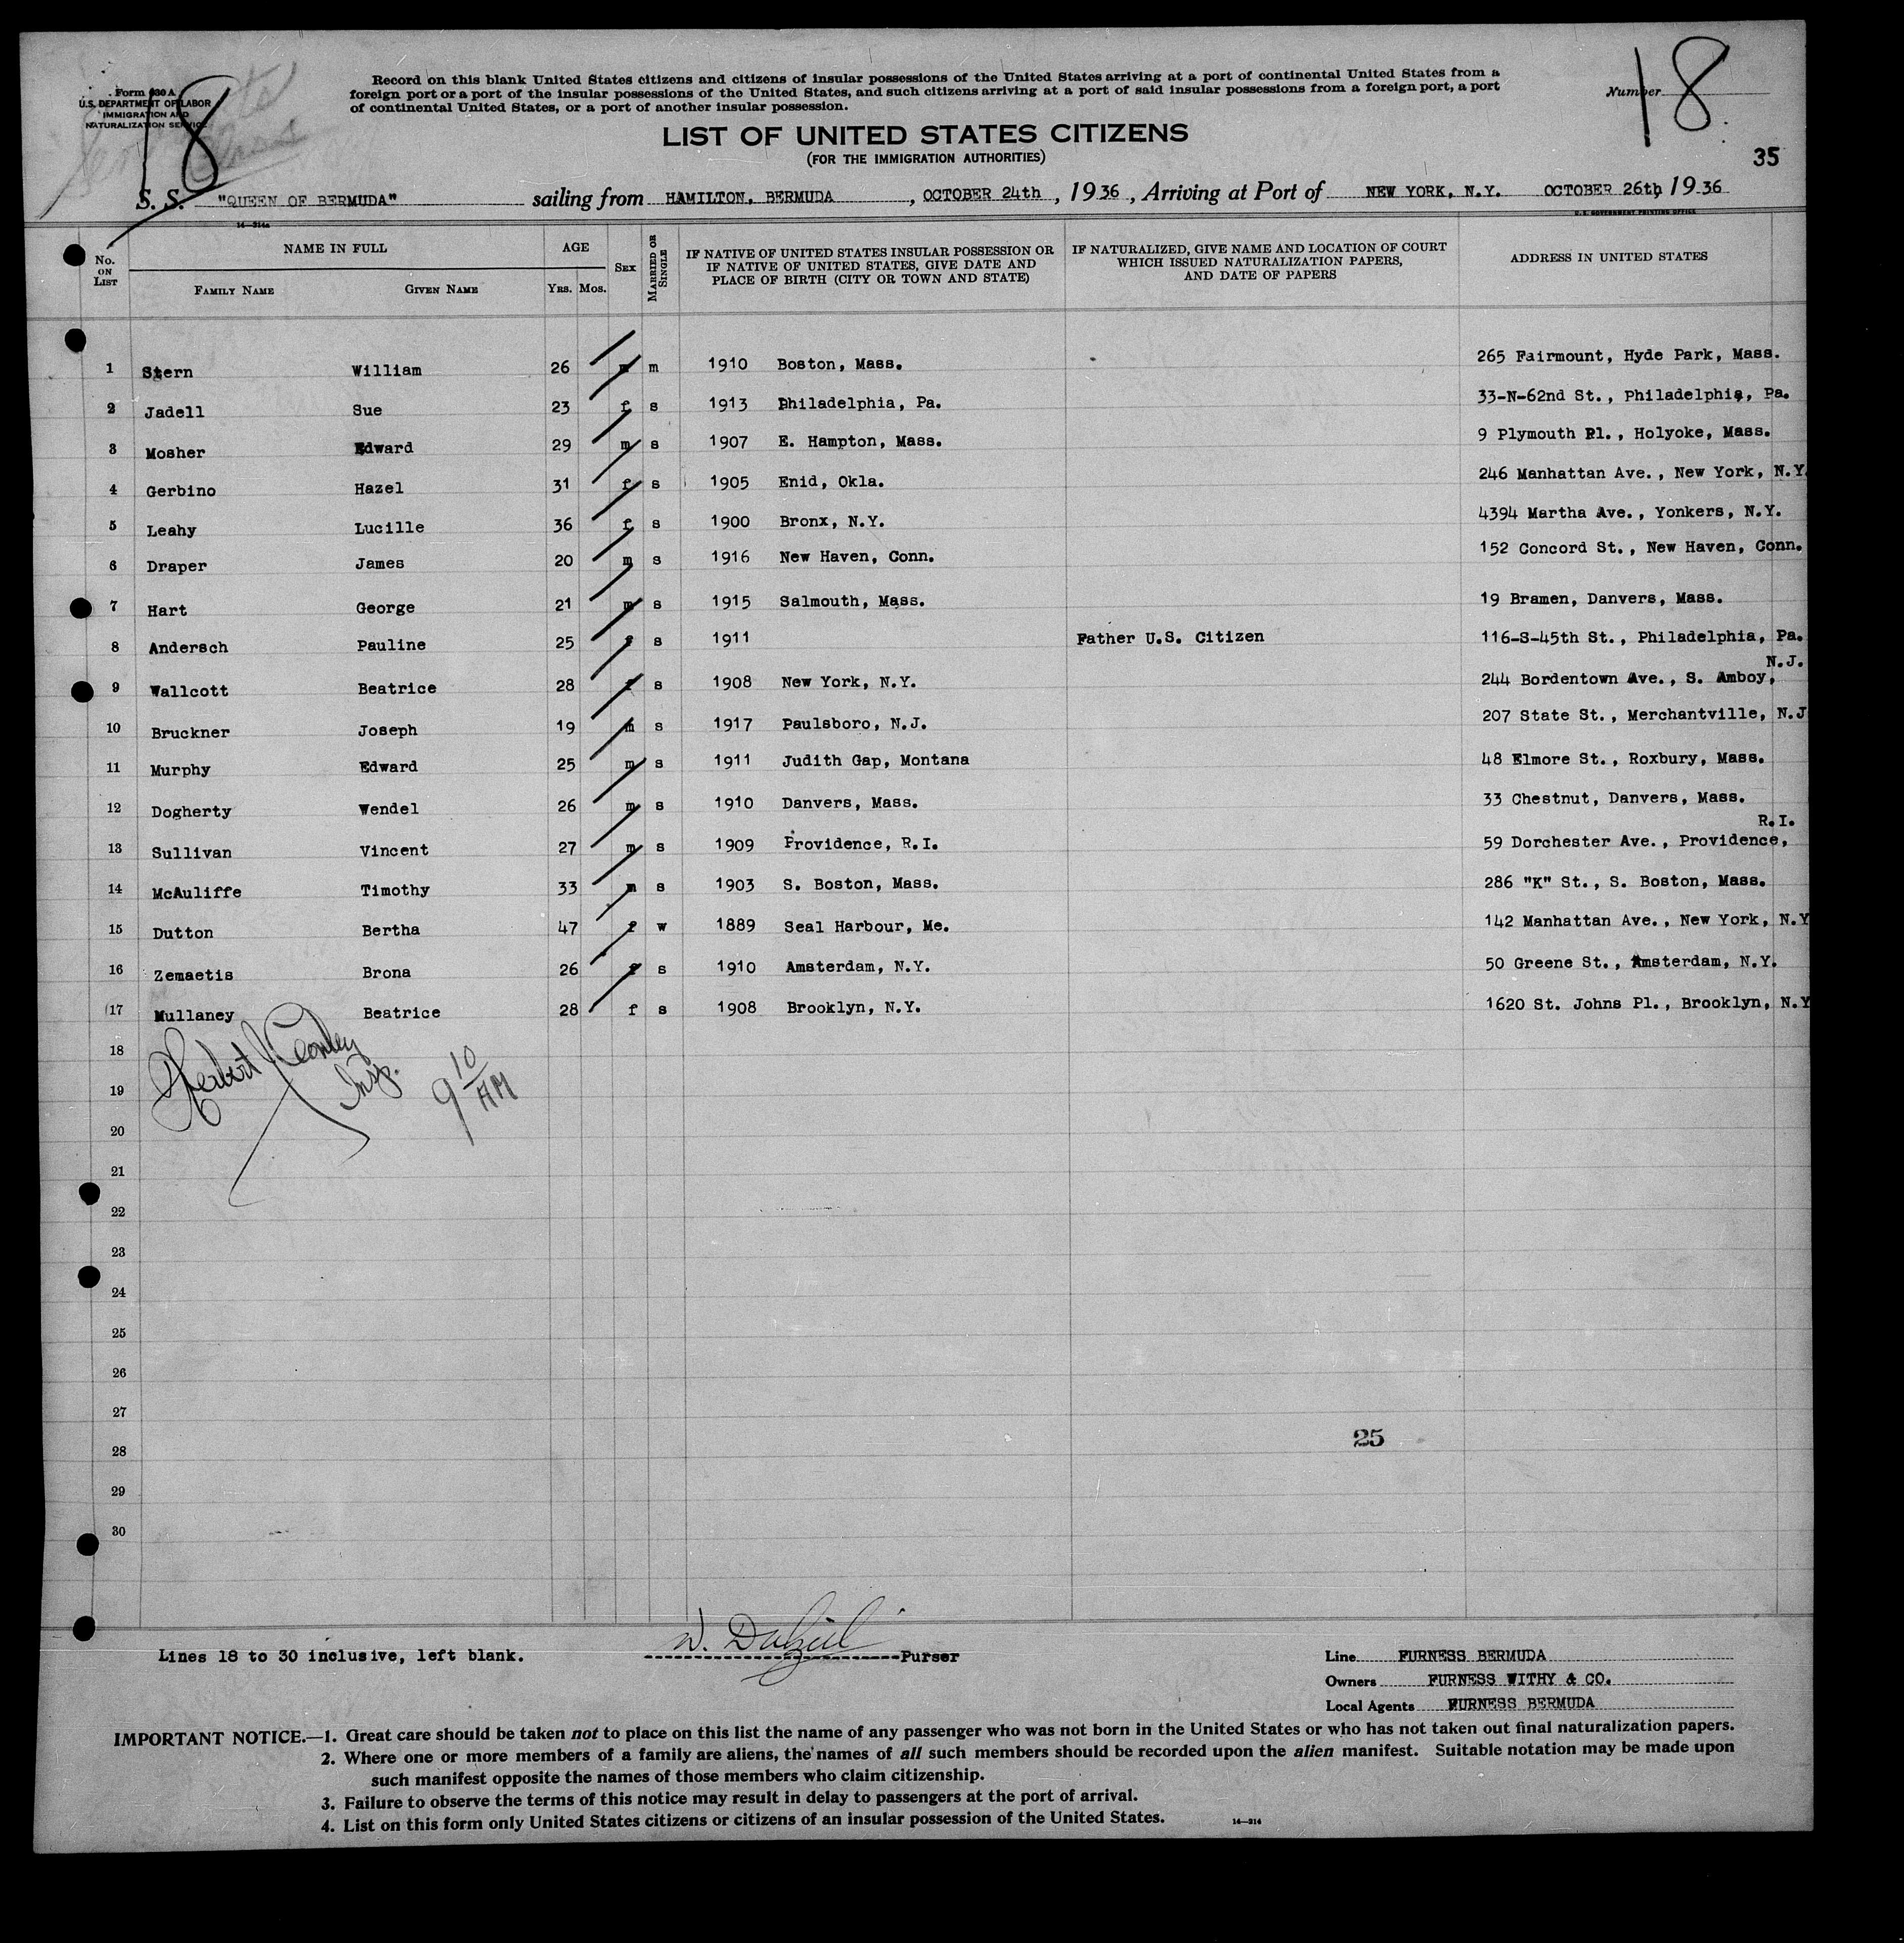 Form 630 A
U.S. DEPARTMENT OF LABOR
IMMIGRATION AND
NATURALIZATION SERVICE
18
Record on this blank United States citizens and citizens of insular possessions of the United States arriving at a port of continental United States from a
foreign port or a port of the insular possessions of the United States, and such citizens arriving at a port of said insular possessions from a foreign port, a port
of continental United States, or a port of another insular possession.
Number 18
LIST OF UNITED STATES CITIZENS
(FOR THE IMMIGRATION AUTHORITIES)
35
S. S. "QUEEN OF BERMUDA" sailing from HAMILTON, BERMUDA, OCTOBER 24th, 1936, Arriving at Port of NEW YORK, N.Y. OCTOBER 26th, 1936
14—314a
U.S. GOVERNMENT PRINTING OFFICE
No. ON LIST NAME IN FULL FAMILY NAME GIVEN NAME AGE YRS. MOS. SEX MARRIED OR SINGLE IF NATIVE OF UNITED STATES INSULAR POSSESSION OR IF NATIVE OF UNITED STATES, GIVE DATE AND PLACE OF BIRTH (CITY OR TOWN AND STATE) IF NATURALIZED, GIVE NAME AND LOCATION OF COURT WHICH ISSUED NATURALIZATION PAPERS, AND DATE OF PAPERS ADDRESS IN UNITED STATES
1 Stern William 26 m m 1910 Boston, Mass. 265 Fairmount, Hyde Park, Mass.
2 Jadell Sue 23 f s 1913 Philadelphia, Pa. 33-N-62nd St., Philadelphia, Pa.
3 Mosher Edward 29 m s 1907 E. Hampton, Mass. 9 Plymouth Pl., Holyoke, Mass.
4 Gerbino Hazel 31 f s 1905 Enid, Okla. 246 Manhattan Ave., New York, N.Y.
5 Leahy Lucille 36 f s 1900 Bronx, N.Y. 4394 Martha Ave., Yonkers, N.Y.
6 Draper James 20 m s 1916 New Haven, Conn. 152 Concord St., New Haven, Conn.
7 Hart George 21 m s 1915 Salmouth, Mass. 19 Bramen, Danvers, Mass.
8 Andersch Pauline 25 f s 1911 Father U.S. Citizen 116-S-45th St., Philadelphia, Pa.
9 Wallcott Beatrice 28 f s 1908 New York, N.Y. 244 Bordentown Ave., S. Amboy, N.J.
10 Bruckner Joseph 19 m s 1917 Paulsboro, N.J. 207 State St., Merchantville, N.J
11 Murphy Edward 25 m s 1911 Judith Gap, Montana 48 Elmore St., Roxbury, Mass.
12 Dogherty Wendel 26 m s 1910 Danvers, Mass. 33 Chestnut, Danvers, Mass.
13 Sullivan Vincent 27 m s 1909 Providence, R.I. 59 Dorchester Ave., Providence, R.I.
14 McAuliffe Timothy 33 m s 1903 S. Boston, Mass. 286 "K" St., S. Boston, Mass.
15 Dutton Bertha 47 f w 1889 Seal Harbour, Me. 142 Manhattan Ave., New York, N.Y
16 Zemaetis Brona 26 f s 1910 Amsterdam, N.Y. 50 Greene St., Amsterdam, N.Y.
17 Mullaney Beatrice 28 f s 1908 Brooklyn, N.Y. 1620 St. Johns Pl., Brooklyn, N.Y
18
Herbert Insp. 9 10 AM
19
20
21
22
23
24
25
26
27
25
28
29
30
Lines 18 to 30 inclusive, left blank.
W. Dalziel Purser
Line FURNESS BERMUDA
Owners FURNESS WITHY & CO.
Local Agents FURNESS BERMUDA
IMPORTANT NOTICE.—1. Great care should be taken not to place on this list the name of any passenger who was not born in the United States or who has not taken out final naturalization papers.
2. Where one or more members of a family are aliens, the names of all such members should be recorded upon the alien manifest. Suitable notation may be made upon
such manifest opposite the names of those members who claim citizenship.
3. Failure to observe the terms of this notice may result in delay to passengers at the port of arrival.
4. List on this form only United States citizens or citizens of an insular possession of the United States.
14—314